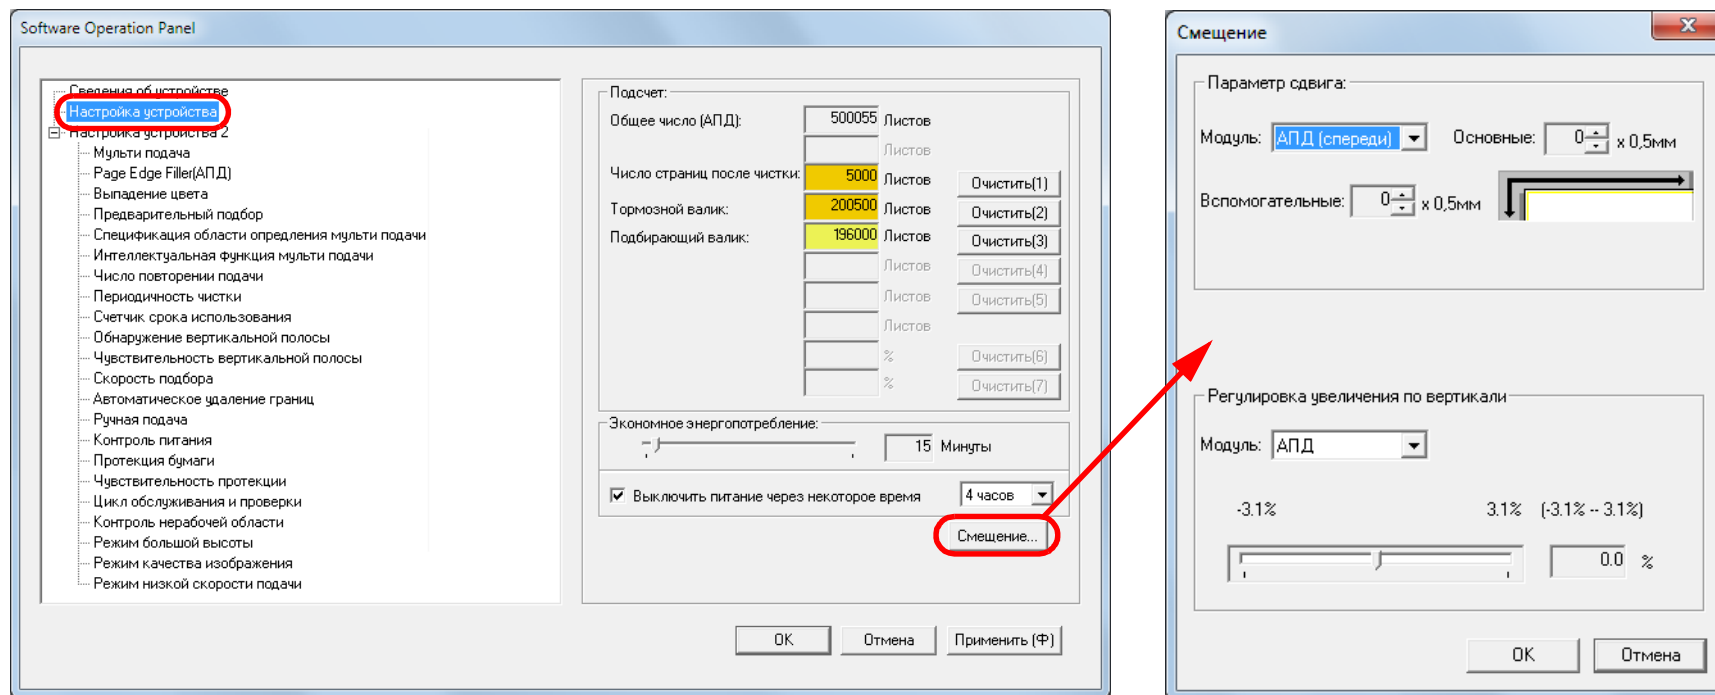 Software Operation Panel
Сведения об устройстве
Настройка устройства
Настройка устройства 2
Мульти подача
Page Edge Filler(АПД)
Выпадение цвета
Предварительный подбор
Спецификация области опредления мульти подачи
Интеллектуальная функция мульти подачи
Число повторении подачи
Периодичность чистки
Счетчик срока использования
Обнаружение вертикальной полосы
Чувствительность вертикальной полосы
Скорость подбора
Автоматическое удаление границ
Ручная подача
Контроль питания
Протекция бумаги
Чувствительность протекции
Цикл обслуживания и проверки
Контроль нерабочей области
Режим большой высоты
Режим качества изображения
Режим низкой скорости подачи
Подсчет:
Общее число (АПД): 500055 Листов
Листов
Число страниц после чистки: 5000 Листов Очистить(1)
Тормозной валик: 200500 Листов Очистить(2)
Подбирающий валик: 196000 Листов Очистить(3)
Листов Очистить(4)
Листов Очистить(5)
Листов
% Очистить(6)
% Очистить(7)
Экономное энергопотребление:
15 Минуты
Выключить питание через некоторое время 4 часов
Смещение...
OK Отмена Применить (Ф)
Смещение
Параметр сдвига:
Модуль: АПД (спереди) Основные: 0 x 0,5мм
Вспомогательные: 0 x 0,5мм
Регулировка увеличения по вертикали
Модуль: АПД
-3.1% 3.1% (-3.1% -- 3.1%)
0.0 %
OK Отмена